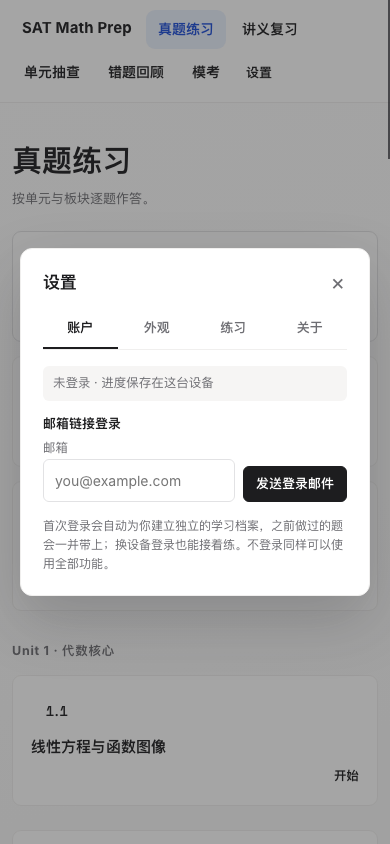 SAT Math Prep 真题练习 讲义复习
单元抽查 错题回顾 模考 设置
真题练习
按单元与板块逐题作答。
设置 ×
账户 外观 练习 关于
未登录 · 进度保存在这台设备
邮箱链接登录
邮箱
you@example.com 发送登录邮件
首次登录会自动为你建立独立的学习档案，之前做过的题
会一并带上；换设备登录也能接着练。不登录同样可以使
用全部功能。
Unit 1 · 代数核心
1.1
线性方程与函数图像
开始